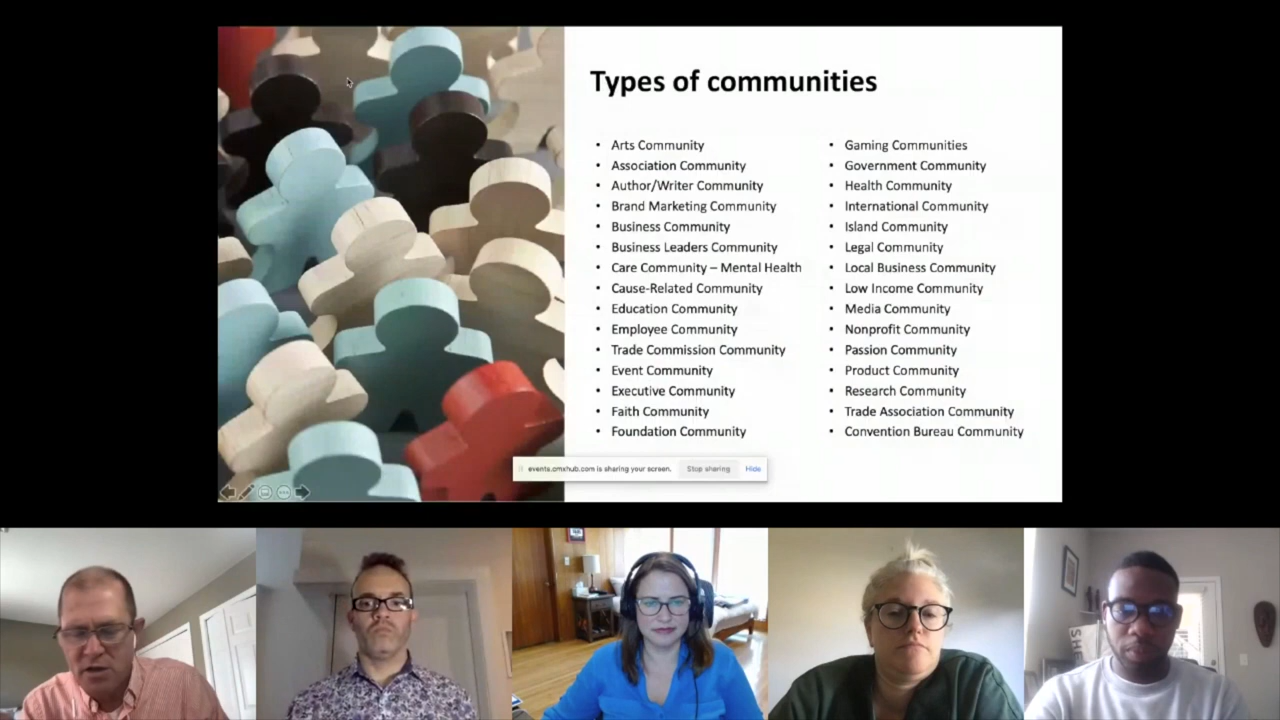 Types of communities
• Arts Community
• Association Community
• Author/Writer Community
• Brand Marketing Community
• Business Community
• Business Leaders Community
• Care Community – Mental Health
• Cause-Related Community
• Education Community
• Employee Community
• Trade Commission Community
• Event Community
• Executive Community
• Faith Community
• Foundation Community
• Gaming Communities
• Government Community
• Health Community
• International Community
• Island Community
• Legal Community
• Local Business Community
• Low Income Community
• Media Community
• Nonprofit Community
• Passion Community
• Product Community
• Research Community
• Trade Association Community
• Convention Bureau Community
events.cmxhub.com is sharing your screen. Stop sharing Hide